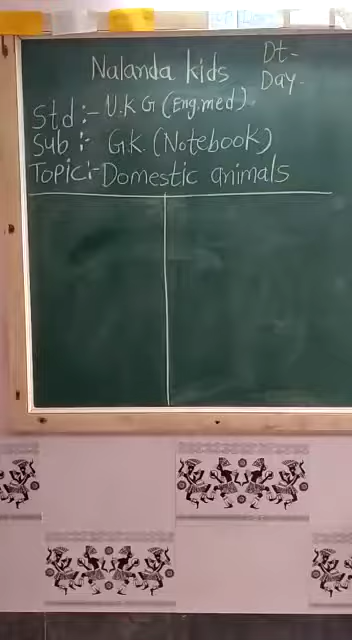 Nalanda kids
Dt-
Day-
Std :- U.K G (Eng.med).
Sub :- G.K. (Notebook)
Topic:- Domestic animals